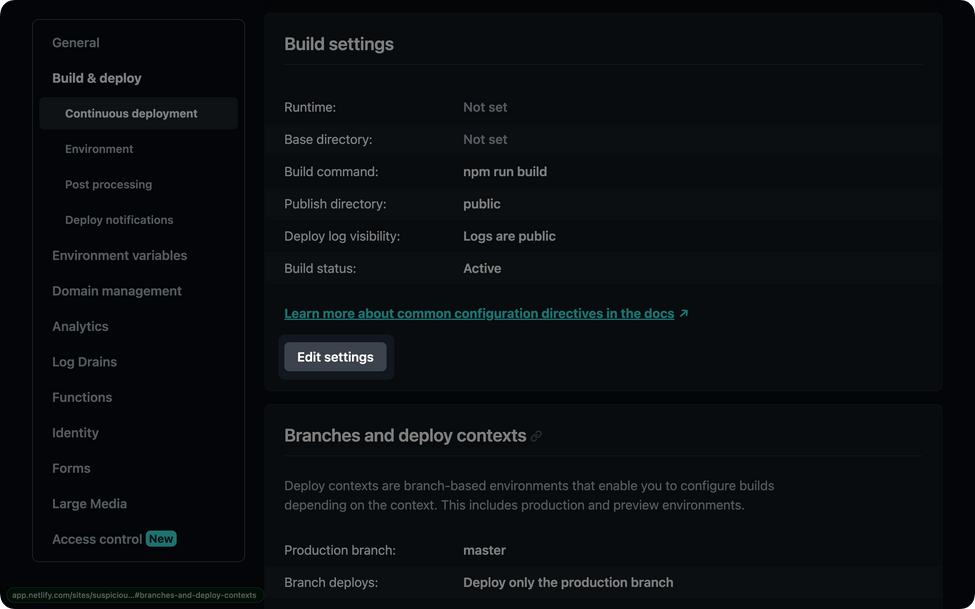 General
Build & deploy
Continuous deployment
Environment
Post processing
Deploy notifications
Environment variables
Domain management
Analytics
Log Drains
Functions
Identity
Forms
Large Media
Access control New
Build settings
Runtime: Not set
Base directory: Not set
Build command: npm run build
Publish directory: public
Deploy log visibility: Logs are public
Build status: Active
Learn more about common configuration directives in the docs ↗
Edit settings
Branches and deploy contexts
Deploy contexts are branch-based environments that enable you to configure builds
depending on the context. This includes production and preview environments.
Production branch: master
Branch deploys: Deploy only the production branch
app.netlify.com/sites/suspiciou...#branches-and-deploy-contexts